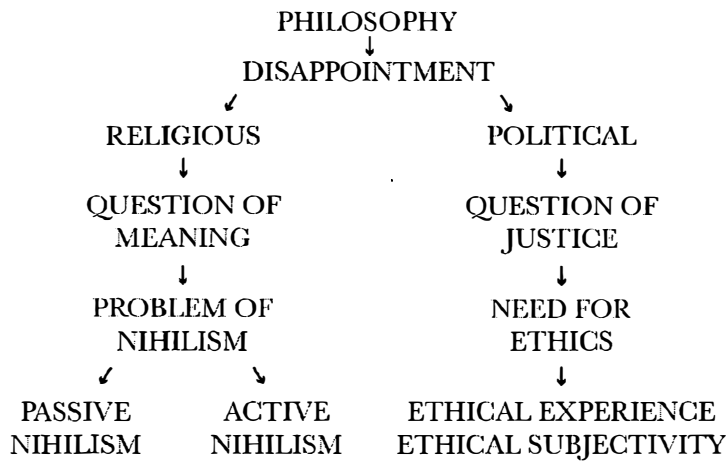 PHILOSOPHY
DISAPPOINTMENT
RELIGIOUS
POLITICAL
QUESTION OF
MEANING
QUESTION OF
JUSTICE
PROBLEM OF
NIHILISM
NEED FOR
ETHICS
PASSIVE
NIHILISM
ACTIVE
NIHILISM
ETHICAL EXPERIENCE
ETHICAL SUBJECTIVITY